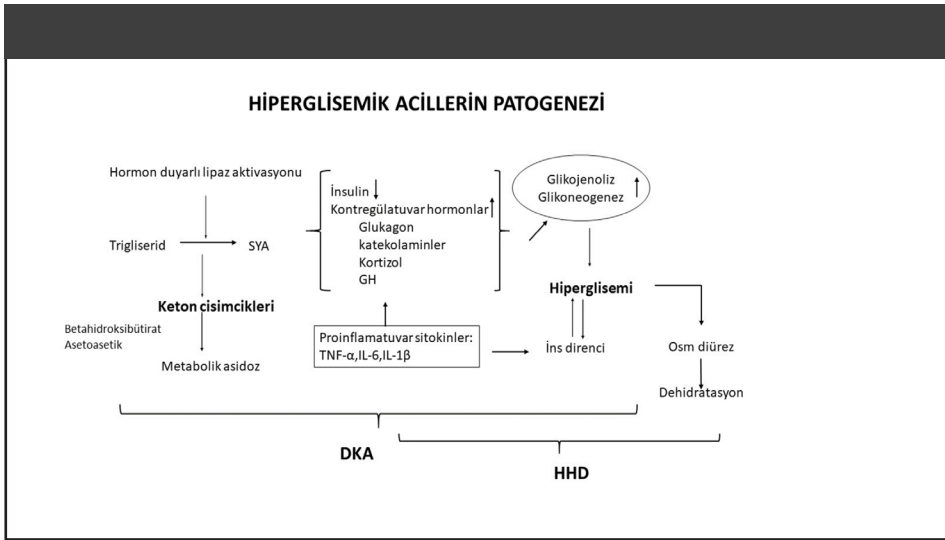 HİPERGLİSEMİK ACİLLERİN PATOGENEZİ
Hormon duyarlı lipaz aktivasyonu
Trigliserid
SYA
Keton cisimcikleri
Betahidroksibütirat
Asetoasetik
Metabolik asidoz
İnsulin
Kontregülatuvar hormonlar
Glukagon
katekolaminler
Kortizol
GH
Proinflamatuvar sitokinler:
TNF-α,IL-6,IL-1β
Glikojenoliz
Glikoneogenez
Hiperglisemi
İns direnci
Osm diürez
Dehidratasyon
DKA
HHD